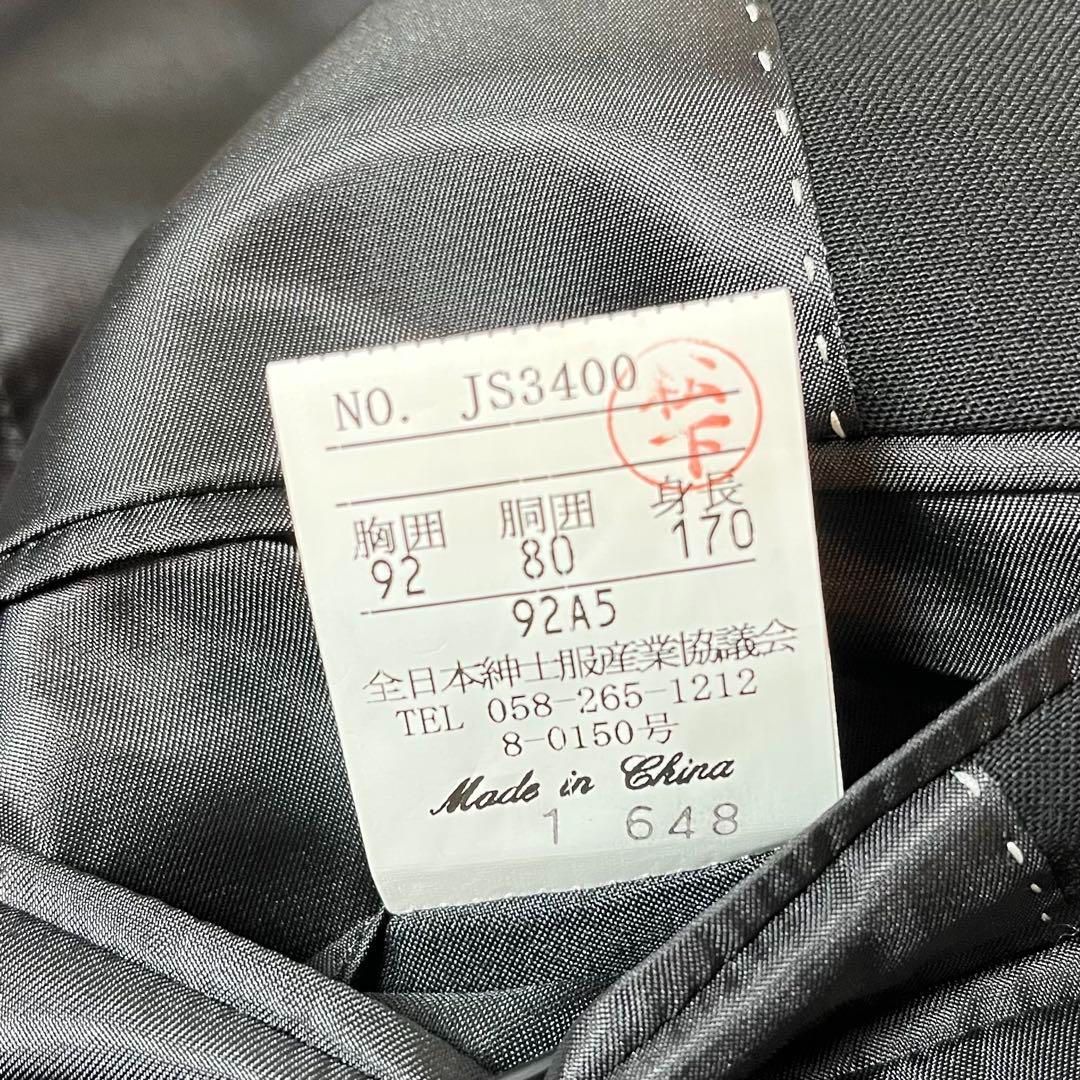 NO. JS3400
松下
胸囲 胴囲 身長
92 80 170
92A5
全日本紳士服産業協議会
TEL 058-265-1212
8-0150号
Made in China
1 648